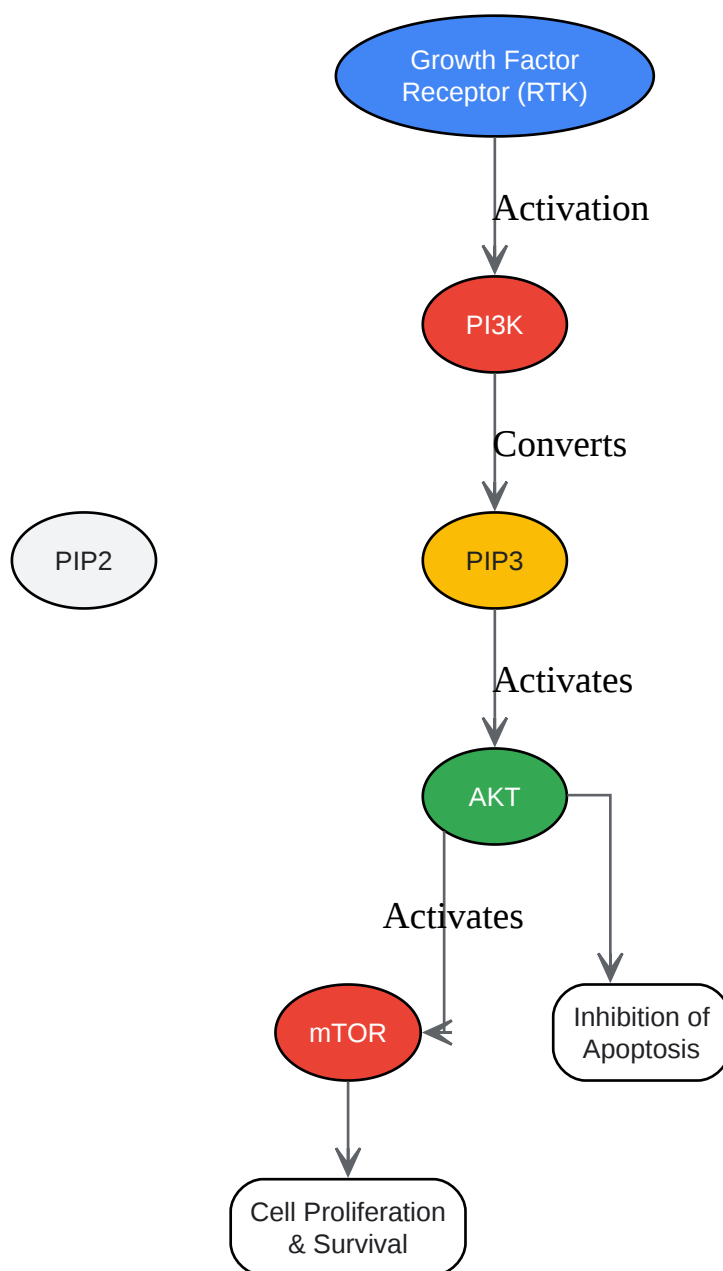 Growth Factor
Receptor (RTK)
Activation
PI3K
Converts
PIP2
PIP3
Activates
AKT
Activates
mTOR
Inhibition of
Apoptosis
Cell Proliferation
& Survival